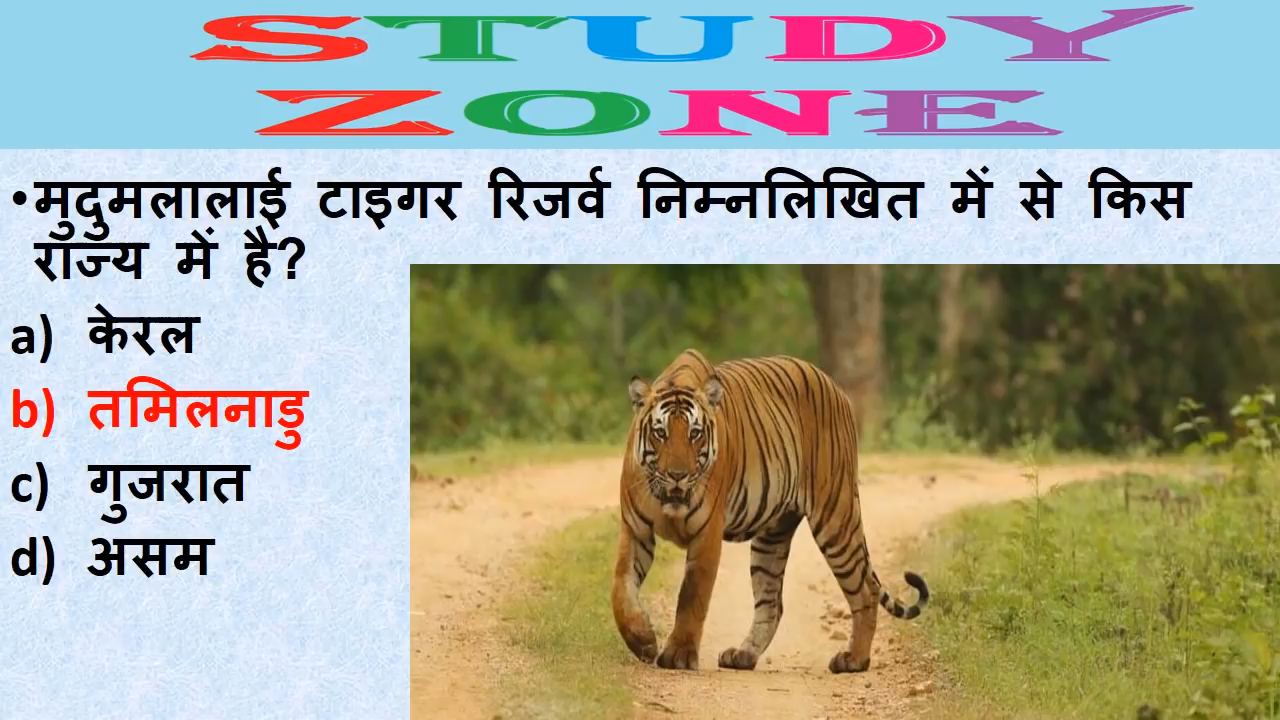 STUDY
ZONE
•मुदुमलालाई टाइगर रिजर्व निम्नलिखित में से किस
राज्य में है?
a) केरल
b) तमिलनाडु
c) गुजरात
d) असम